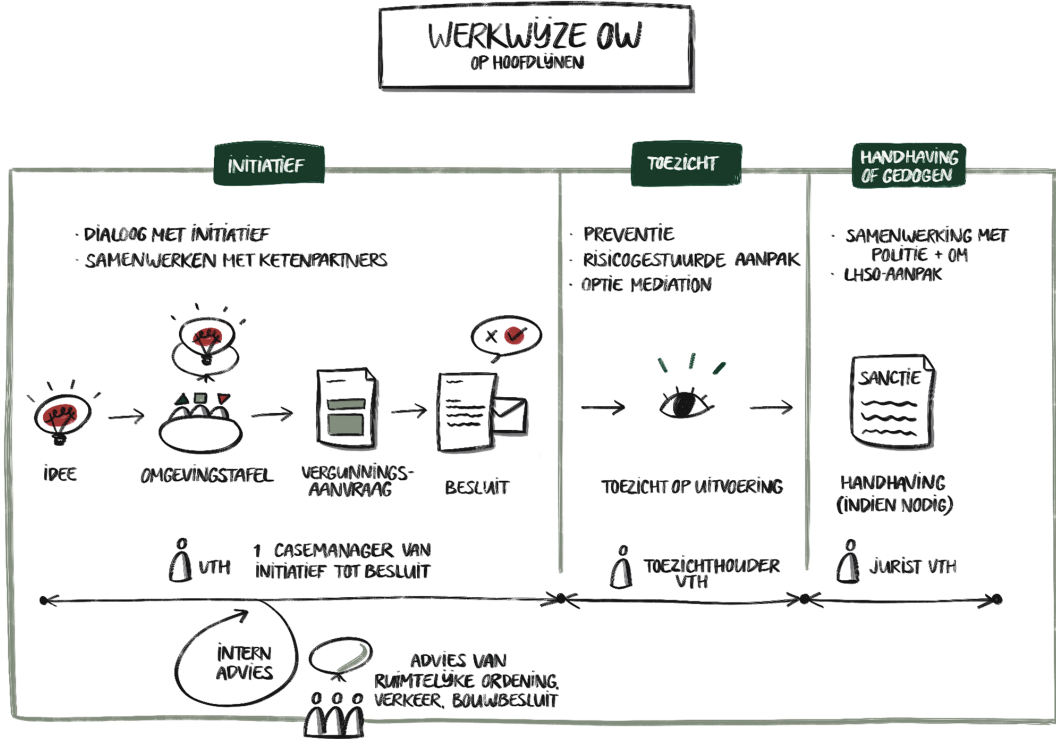 WERKWIJZE OW
OP HOOFDLIJNEN
INITIATIEF
· DIALOOG MET INITIATIEF
· SAMENWERKEN MET KETENPARTNERS
IDEE
OMGEVINGSTAFEL
VERGUNNINGS-
AANVRAAG
BESLUIT
VTH
1 CASEMANAGER VAN
INITIATIEF TOT BESLUIT
INTERN
ADVIES
ADVIES VAN
RUIMTELIJKE ORDENING,
VERKEER, BOUWBESLUIT
TOEZICHT
· PREVENTIE
· RISICOGESTUURDE AANPAK
· OPTIE MEDIATION
TOEZICHT OP UITVOERING
TOEZICHTHOUDER
VTH
HANDHAVING
OF GEDOGEN
· SAMENWERKING MET
POLITIE + OM
· LHSO-AANPAK
SANCTIE
HANDHAVING
(INDIEN NODIG)
JURIST VTH